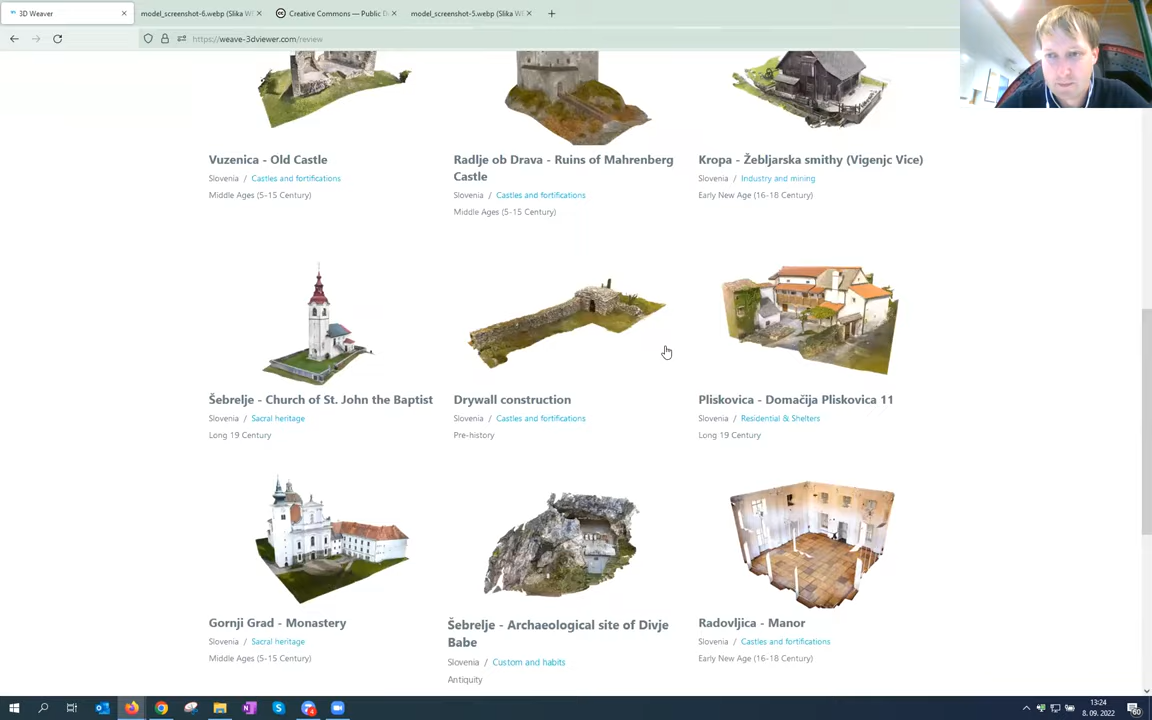 3D Weaver
model_screenshot-6.webp (Slika W
Creative Commons — Public D
model_screenshot-5.webp (Slika WE
https://weave-3dviewer.com/review
Vuzenica - Old Castle
Slovenia / Castles and fortifications
Middle Ages (5-15 Century)
Radlje ob Drava - Ruins of Mahrenberg
Castle
Slovenia / Castles and fortifications
Middle Ages (5-15 Century)
Kropa - Žebljarska smithy (Vigenjc Vice)
Slovenia / Industry and mining
Early New Age (16-18 Century)
Šebrelje - Church of St. John the Baptist
Slovenia / Sacral heritage
Long 19 Century
Drywall construction
Slovenia / Castles and fortifications
Pre-history
Pliskovica - Domačija Pliskovica 11
Slovenia / Residential & Shelters
Long 19 Century
Gornji Grad - Monastery
Slovenia / Sacral heritage
Middle Ages (5-15 Century)
Šebrelje - Archaeological site of Divje
Babe
Slovenia / Custom and habits
Antiquity
Radovljica - Manor
Slovenia / Castles and fortifications
Early New Age (16-18 Century)
13:24
8. 09. 2022